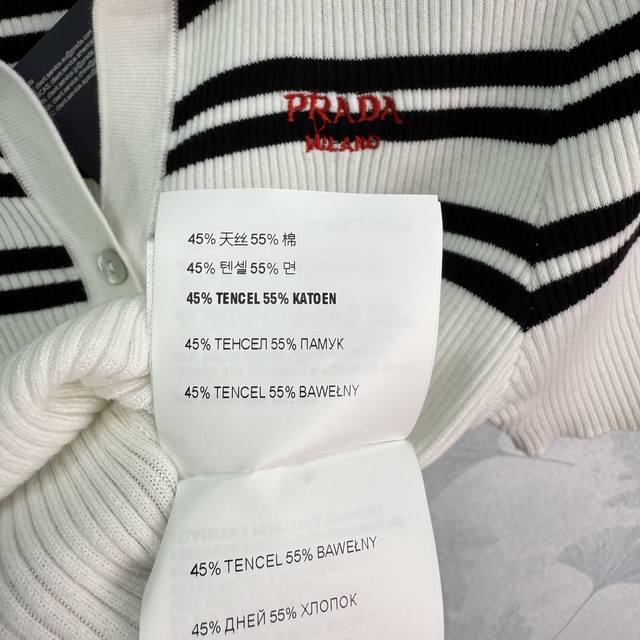 PRADA
MILANO
45% 天丝 55% 棉
45% 텐셀 55% 면
45% TENCEL 55% KATOEN
45% ТЕНСЕЛ 55% ПАМУК
45% TENCEL 55% BAWEŁNY
45% TENCEL 55% BAWEŁNY
45% ДНЕЙ 55% ХЛОПОК